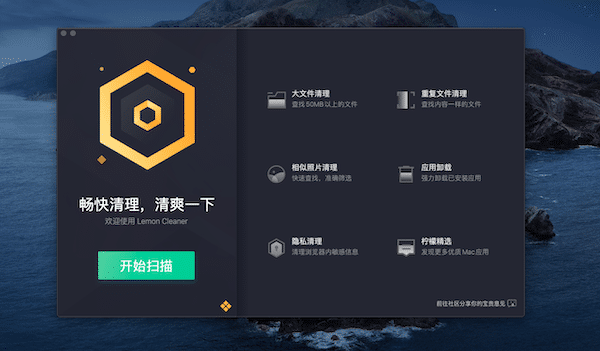 畅快清理，清爽一下
欢迎使用 Lemon Cleaner
开始扫描
大文件清理
查找50MB以上的文件
重复文件清理
查找内容一样的文件
相似照片清理
快速查找、准确筛选
应用卸载
强力卸载已安装应用
隐私清理
清理浏览器内敏感信息
柠檬精选
发现更多优质 Mac 应用
前往社区分享你的宝贵意见